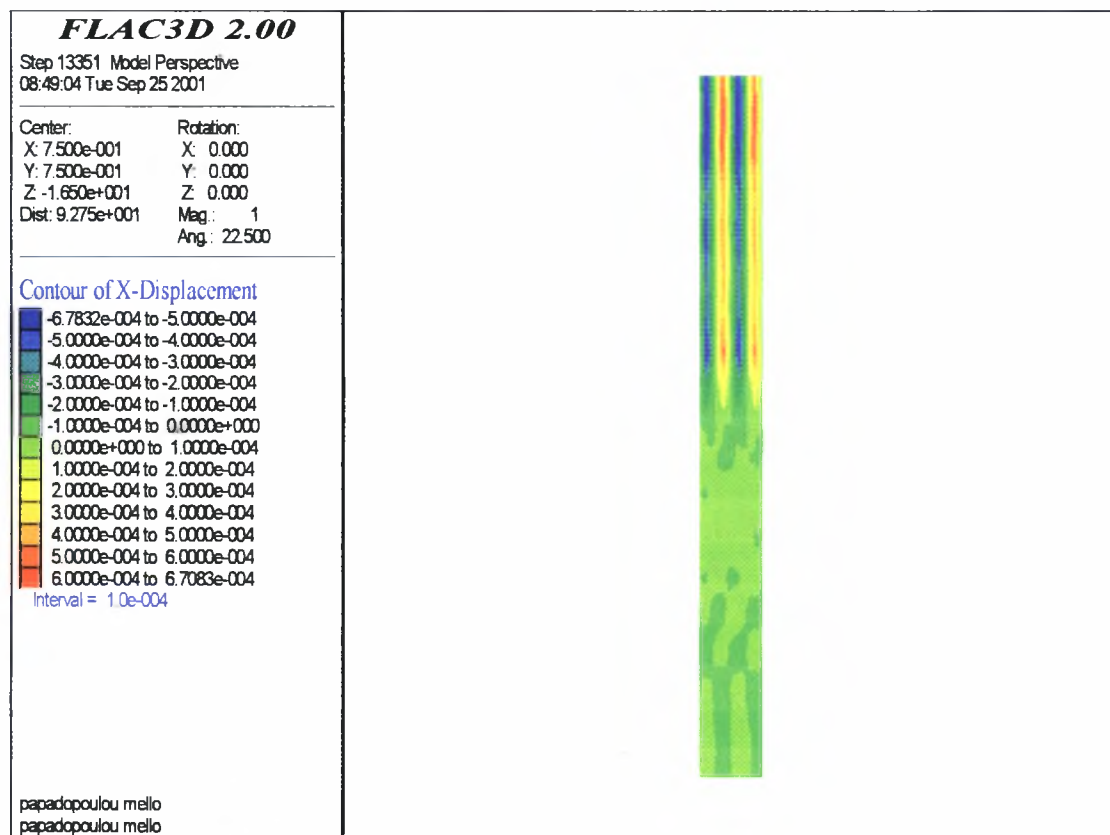 FLAC3D 2.00
Step 13351 Model Perspective
08:49:04 Tue Sep 25 2001
Center: Rotation:
X: 7.500e-001 X: 0.000
Y: 7.500e-001 Y: 0.000
Z: -1.650e+001 Z: 0.000
Dist: 9.275e+001 Mag.: 1
Ang.: 22.500
Contour of X-Displacement
-6.7832e-004 to -5.0000e-004
-5.0000e-004 to -4.0000e-004
-4.0000e-004 to -3.0000e-004
-3.0000e-004 to -2.0000e-004
-2.0000e-004 to -1.0000e-004
-1.0000e-004 to 0.0000e+000
0.0000e+000 to 1.0000e-004
1.0000e-004 to 2.0000e-004
2.0000e-004 to 3.0000e-004
3.0000e-004 to 4.0000e-004
4.0000e-004 to 5.0000e-004
5.0000e-004 to 6.0000e-004
6.0000e-004 to 6.7083e-004
Interval = 1.0e-004
papadopoulou mello
papadopoulou mello